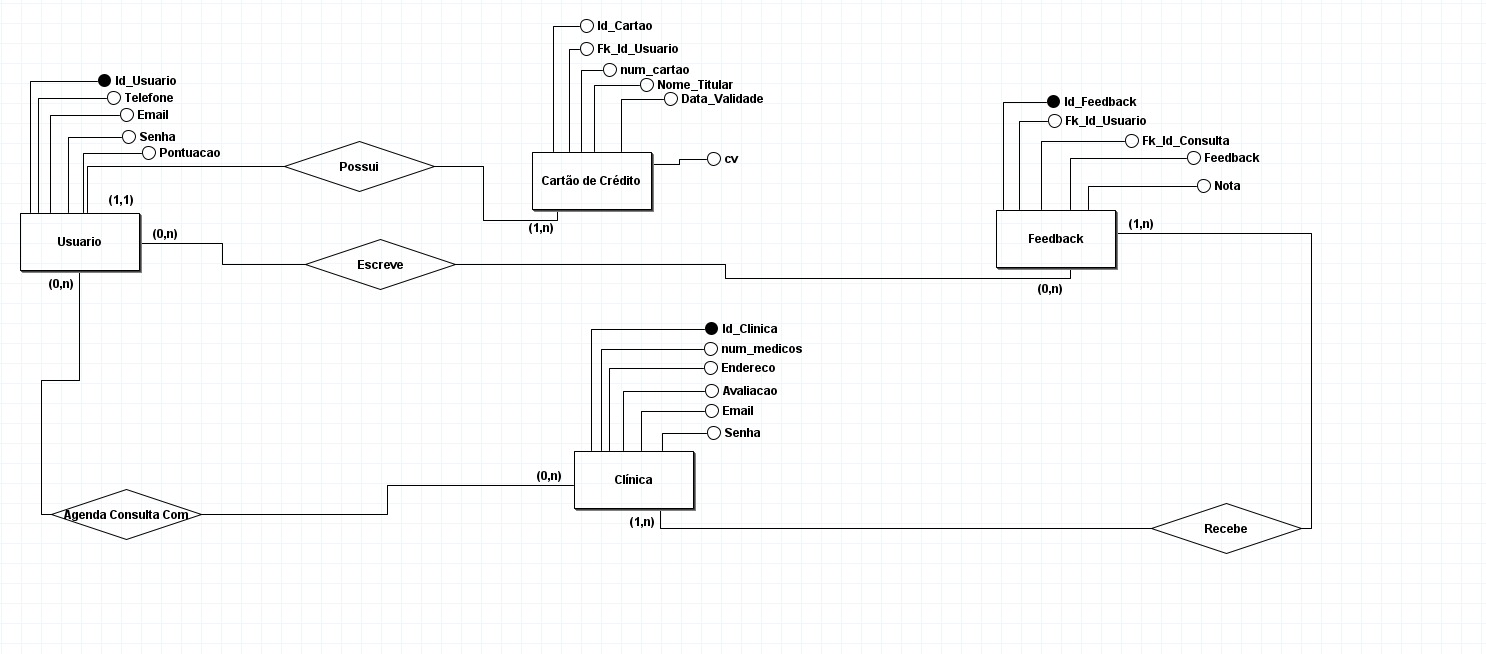 Id_Cartao
Fk_Id_Usuario
num_cartao
Nome_Titular
Data_Validade
cv
Cartão de Crédito
(1,n)
Id_Usuario
Telefone
Email
Senha
Pontuacao
(1,1)
Usuario
(0,n)
(0,n)
Possui
Escreve
Id_Feedback
Fk_Id_Usuario
Fk_Id_Consulta
Feedback
Nota
(1,n)
Feedback
(0,n)
Id_Clinica
num_medicos
Endereco
Avaliacao
Email
Senha
(0,n)
Clínica
(1,n)
Agenda Consulta Com
Recebe